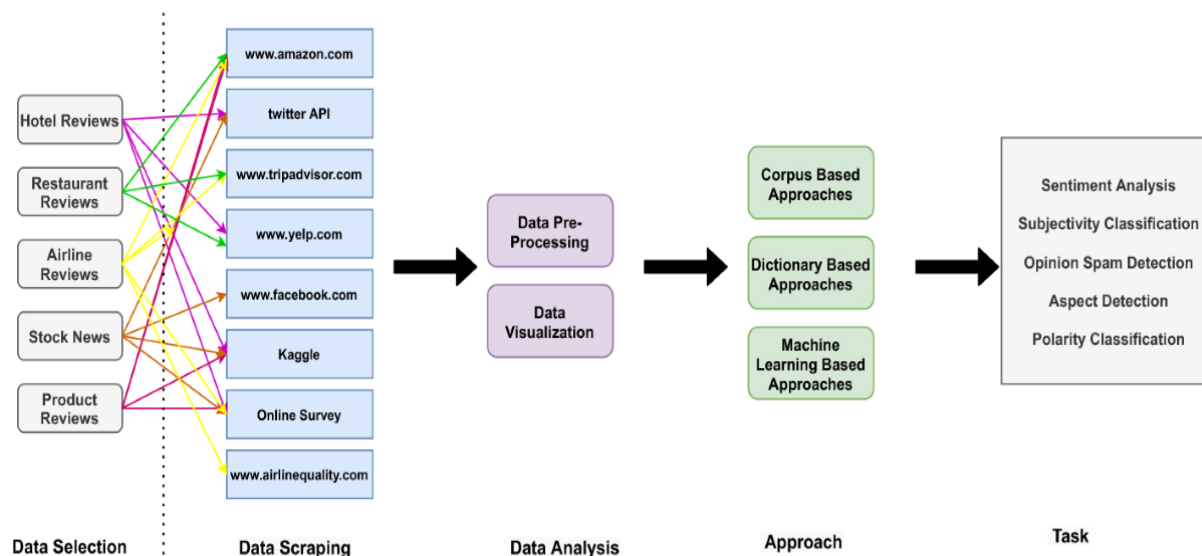 Hotel Reviews
Restaurant
Reviews
Airline
Reviews
Stock News
Product
Reviews
Data Selection
www.amazon.com
twitter API
www.tripadvisor.com
www.yelp.com
www.facebook.com
Kaggle
Online Survey
www.airlinequality.com
Data Scraping
Data Pre-
Processing
Data
Visualization
Data Analysis
Corpus Based
Approaches
Dictionary Based
Approaches
Machine
Learning Based
Approaches
Approach
Sentiment Analysis
Subjectivity Classification
Opinion Spam Detection
Aspect Detection
Polarity Classification
Task